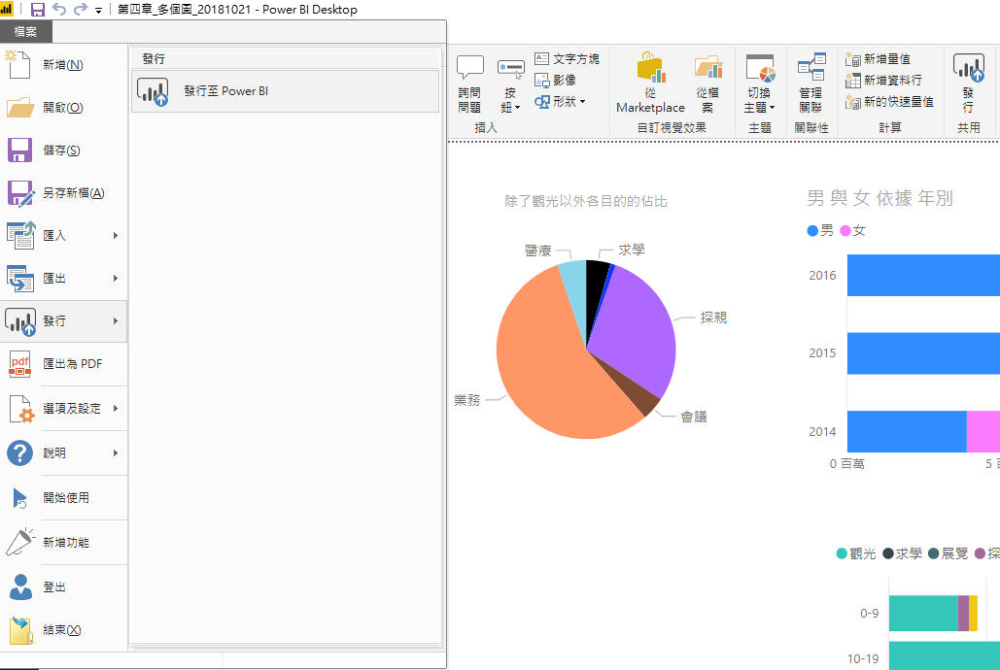 第四章_多個圖_20181021 - Power BI Desktop
檔案
新增(N)
開啟(O)
儲存(S)
另存新檔(A)
匯入
匯出
發行
匯出為 PDF
選項及設定
說明
開始使用
新增功能
登出
結束(X)
發行
發行至 Power BI
詢問
問題
按
鈕
文字方塊
影像
形狀
插入
從
Marketplace
從檔
案
自訂視覺效果
切換
主題
主題
管理
關聯
關聯性
新增量值
新增資料行
新的快速量值
計算
發
行
共用
除了觀光以外各目的的佔比
醫療
求學
探親
業務
會議
男 與 女 依據 年別
男 女
2016
2015
2014
0 百萬
5 百
觀光 求學 展覽 探
0-9
10-19